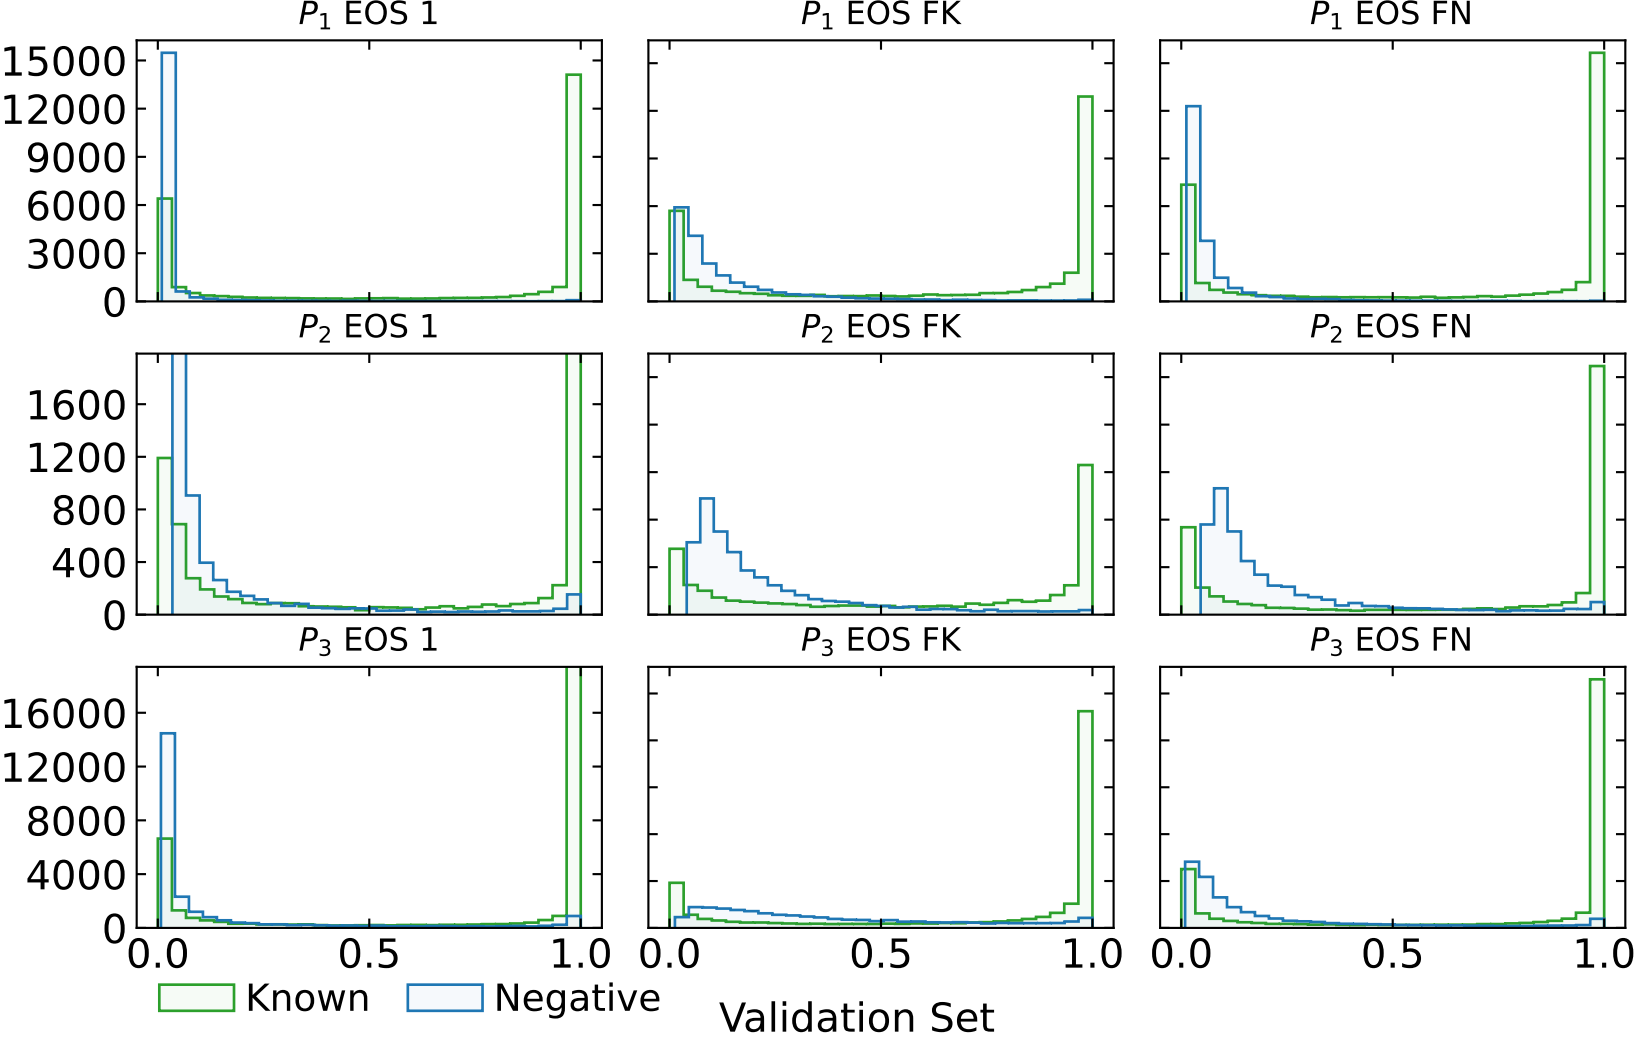 P1 EOS 1
P1 EOS FK
P1 EOS FN
15000
12000
9000
6000
3000
0
P2 EOS 1
P2 EOS FK
P2 EOS FN
1600
1200
800
400
0
P3 EOS 1
P3 EOS FK
P3 EOS FN
16000
12000
8000
4000
0
0.0 0.5 1.0 0.0 0.5 1.0 0.0 0.5 1.0
Known Negative
Validation Set